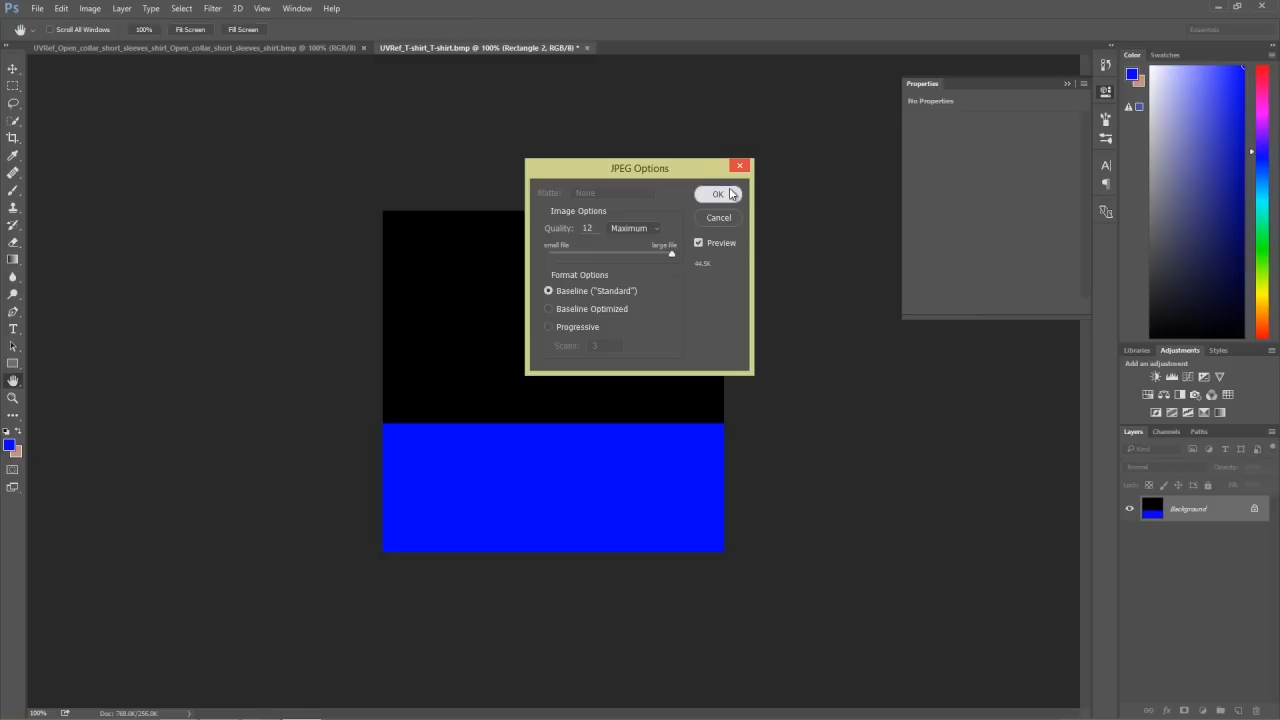 Ps File Edit Image Layer Type Select Filter 3D View Window Help
Scroll All Windows 100% Fit Screen Fill Screen Essentials
UVRef_Open_collar_short_sleeves_shirt_Open_collar_short_sleeves_shirt.bmp @ 100% (RGB/8) × UVRef_T-shirt_T-shirt.bmp @ 100% (Rectangle 2, RGB/8) * ×
Color Swatches
Properties
No Properties
JPEG Options
Matte: None OK
Image Options
Cancel
Quality: 12 Maximum
small file large file
Preview
44.5K
Format Options
Baseline ("Standard")
Baseline Optimized
Progressive
Scans: 3
Libraries Adjustments Styles
Add an adjustment
Layers Channels Paths
Kind
Normal Opacity:
Lock: Fill:
Background
100% Doc: 768.0K/256.0K